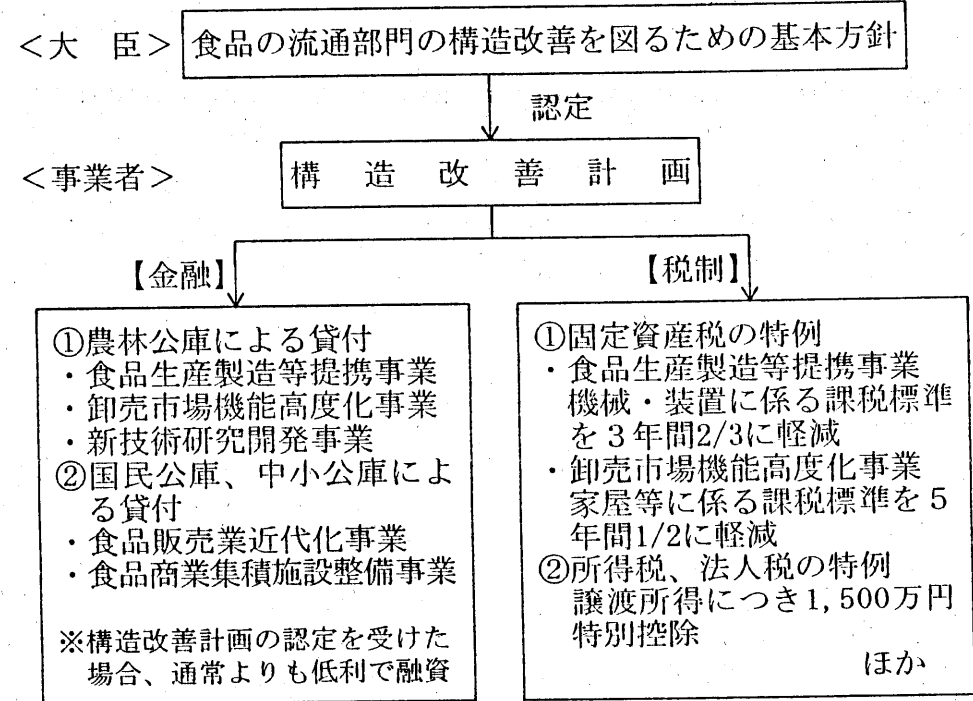 <大　臣> 食品の流通部門の構造改善を図るための基本方針
認定
<事業者> 構　造　改　善　計　画
【金融】
①農林公庫による貸付
・食品生産製造等提携事業
・卸売市場機能高度化事業
・新技術研究開発事業
②国民公庫、中小公庫によ
る貸付
・食品販売業近代化事業
・食品商業集積施設整備事業
※構造改善計画の認定を受けた
場合、通常よりも低利で融資
【税制】
①固定資産税の特例
・食品生産製造等提携事業
機械・装置に係る課税標準
を3年間2/3に軽減
・卸売市場機能高度化事業
家屋等に係る課税標準を5
年間1/2に軽減
②所得税、法人税の特例
譲渡所得につき1,500万円
特別控除
ほか